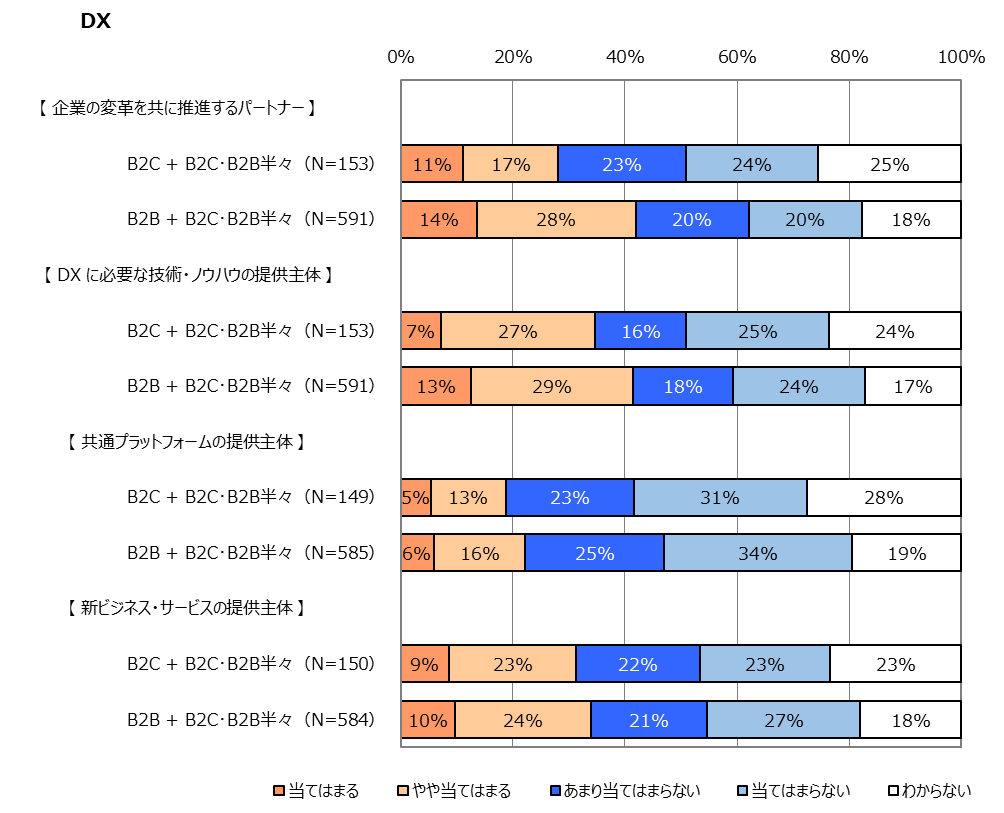 DX
0% 20% 40% 60% 80% 100%
【 企業の変革を共に推進するパートナー 】
B2C + B2C･B2B半々 （N=153） 11% 17% 23% 24% 25%
B2B + B2C･B2B半々 （N=591） 14% 28% 20% 20% 18%
【 DX に必要な技術・ノウハウの提供主体 】
B2C + B2C･B2B半々 （N=153） 7% 27% 16% 25% 24%
B2B + B2C･B2B半々 （N=591） 13% 29% 18% 24% 17%
【 共通プラットフォームの提供主体 】
B2C + B2C･B2B半々 （N=149） 5% 13% 23% 31% 28%
B2B + B2C･B2B半々 （N=585） 6% 16% 25% 34% 19%
【 新ビジネス・サービスの提供主体 】
B2C + B2C･B2B半々 （N=150） 9% 23% 22% 23% 23%
B2B + B2C･B2B半々 （N=584） 10% 24% 21% 27% 18%
当てはまる やや当てはまる あまり当てはまらない 当てはまらない わからない